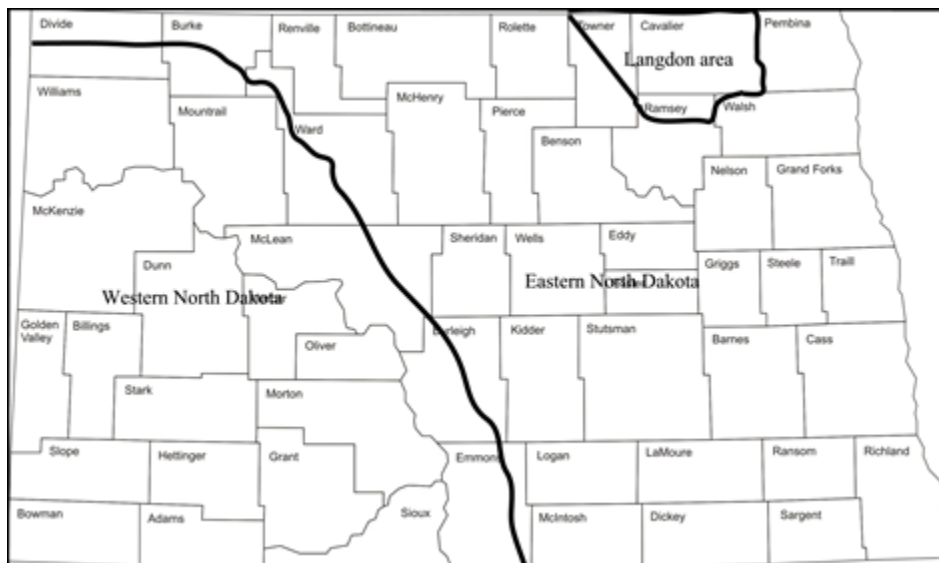 Divide
Burke
Renville
Bottineau
Rolette
Towner
Cavalier
Pembina
Langdon area
Williams
Mountrail
Ward
McHenry
Pierce
Benson
Ramsey
Walsh
Nelson
Grand Forks
McKenzie
McLean
Sheridan
Wells
Eddy
Dunn
Griggs
Steele
Traill
Western North Dakota
Eastern North Dakota
Golden
Valley
Billings
Oliver
Burleigh
Kidder
Stutsman
Barnes
Cass
Stark
Morton
Slope
Hettinger
Grant
Emmons
Logan
LaMoure
Ransom
Richland
Bowman
Adams
Sioux
McIntosh
Dickey
Sargent